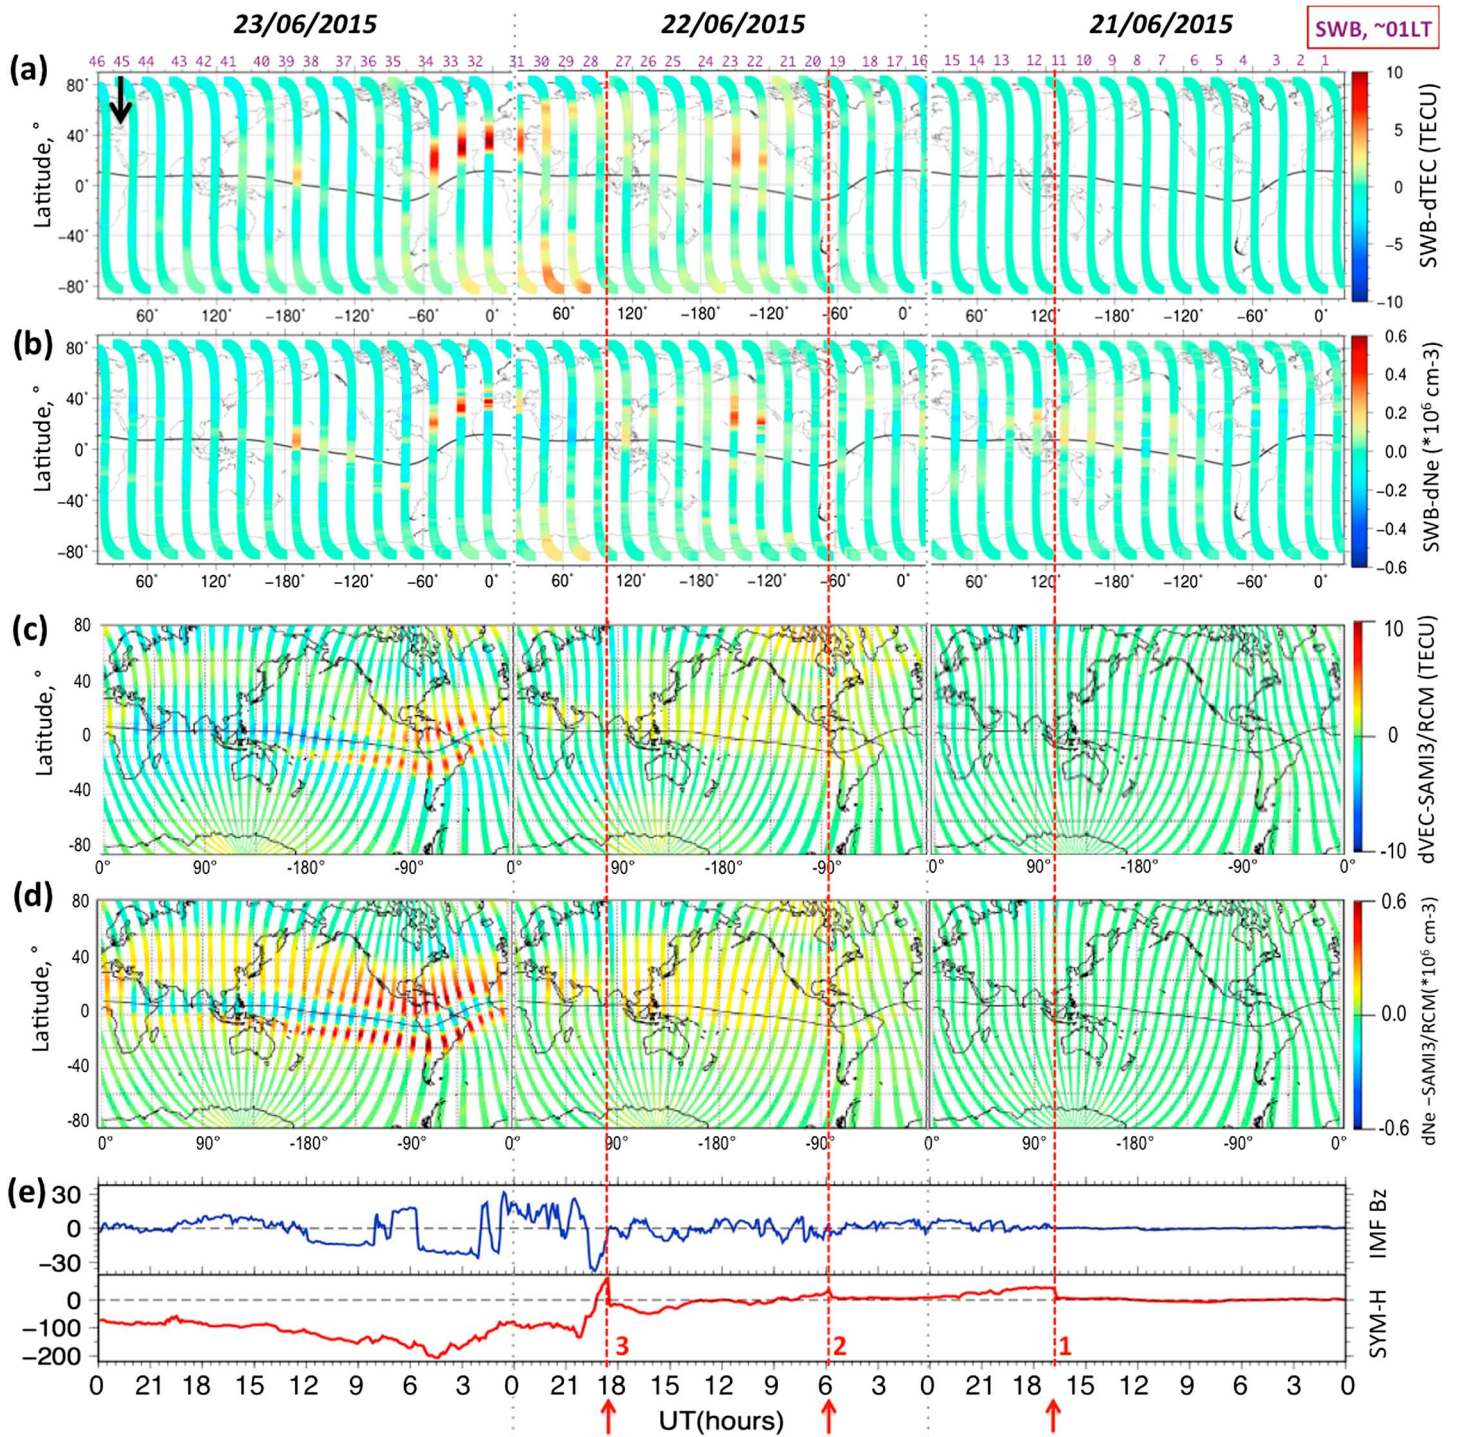 23/06/2015 22/06/2015 21/06/2015 SWB, ~01LT
46 45 44 43 42 41 40 39 38 37 36 35 34 33 32 31 30 29 28 27 26 25 24 23 22 21 20 19 18 17 16 15 14 13 12 11 10 9 8 7 6 5 4 3 2 1
(a)
Latitude, °
80° 40° 0° −40° −80°
60° 120° −180° −120° −60° 0° 60° 120° −180° −120° −60° 0° 60° 120° −180° −120° −60° 0°
10 5 0 −5 −10
SWB-dTEC (TECU)
(b)
Latitude, °
80° 40° 0° −40° −80°
60° 120° −180° −120° −60° 0° 60° 120° −180° −120° −60° 0° 60° 120° −180° −120° −60° 0°
0.6 0.4 0.2 0.0 −0.2 −0.4 −0.6
SWB-dNe (*10⁶ cm-3)
(c)
Latitude, °
80 40 0 -40 -80
0° 90° -180° -90° 0° 90° -180° -90° 0° 90° -180° -90° 0°
10 0 -10
dVEC-SAMI3/RCM (TECU)
(d)
Latitude, °
80 40 0 -40 -80
0° 90° -180° -90° 0° 90° -180° -90° 0° 90° -180° -90° 0°
0.6 0.0 -0.6
dNe −SAMI3/RCM(*10⁶ cm-3)
(e)
30 0 −30
IMF Bz
0 −100 −200
SYM-H
3 2 1
0 21 18 15 12 9 6 3 0 21 18 15 12 9 6 3 0 21 18 15 12 9 6 3 0
UT(hours)